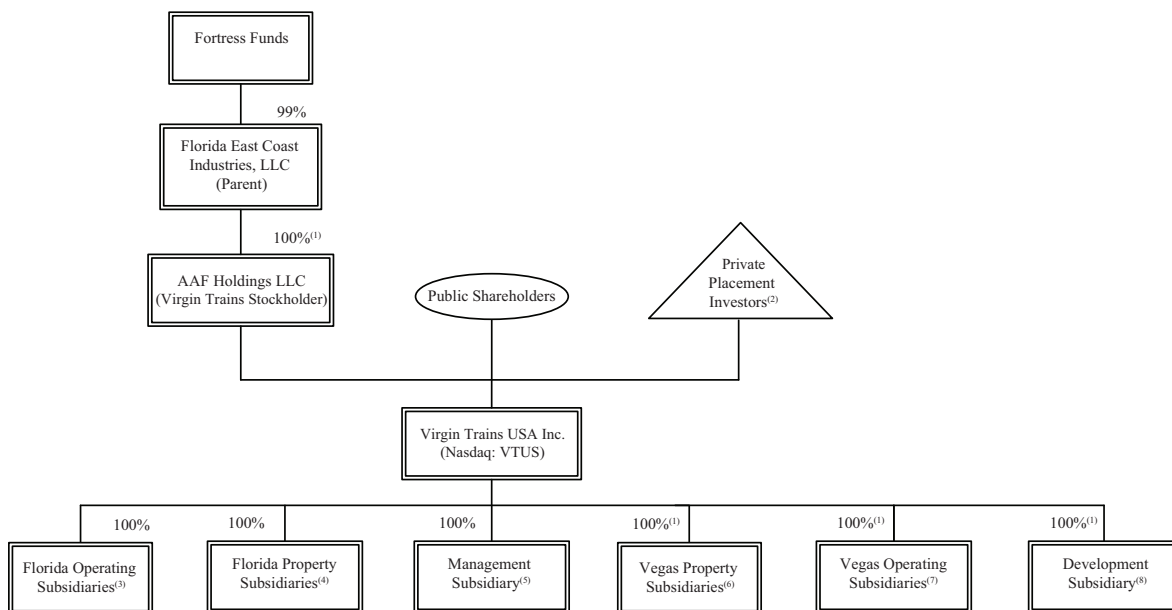 Fortress Funds
99%
Florida East Coast
Industries, LLC
(Parent)
100%(1)
AAF Holdings LLC
(Virgin Trains Stockholder)
Public Shareholders
Private
Placement
Investors(2)
Virgin Trains USA Inc.
(Nasdaq: VTUS)
100%
100%
100%
100%(1)
100%(1)
100%(1)
Florida Operating
Subsidiaries(3)
Florida Property
Subsidiaries(4)
Management
Subsidiary(5)
Vegas Property
Subsidiaries(6)
Vegas Operating
Subsidiaries(7)
Development
Subsidiary(8)